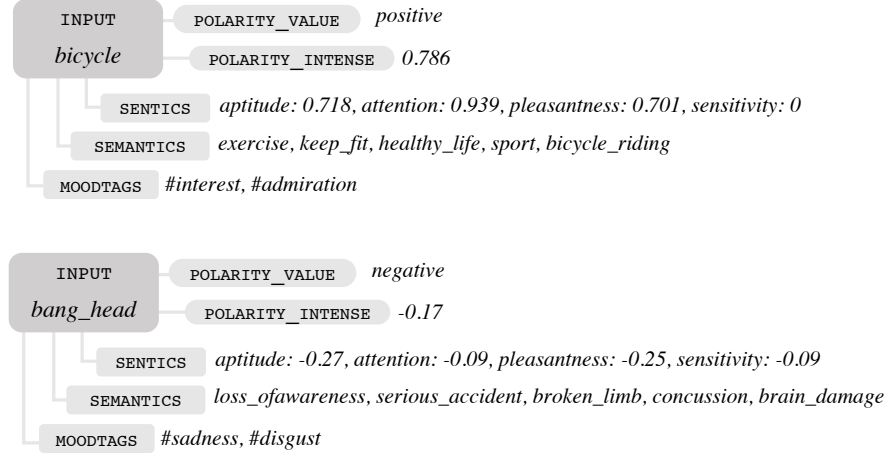 INPUT POLARITY_VALUE positive
bicycle POLARITY_INTENSE 0.786
SENTICS aptitude: 0.718, attention: 0.939, pleasantness: 0.701, sensitivity: 0
SEMANTICS exercise, keep_fit, healthy_life, sport, bicycle_riding
MOODTAGS #interest, #admiration
INPUT POLARITY_VALUE negative
bang_head POLARITY_INTENSE -0.17
SENTICS aptitude: -0.27, attention: -0.09, pleasantness: -0.25, sensitivity: -0.09
SEMANTICS loss_ofawareness, serious_accident, broken_limb, concussion, brain_damage
MOODTAGS #sadness, #disgust